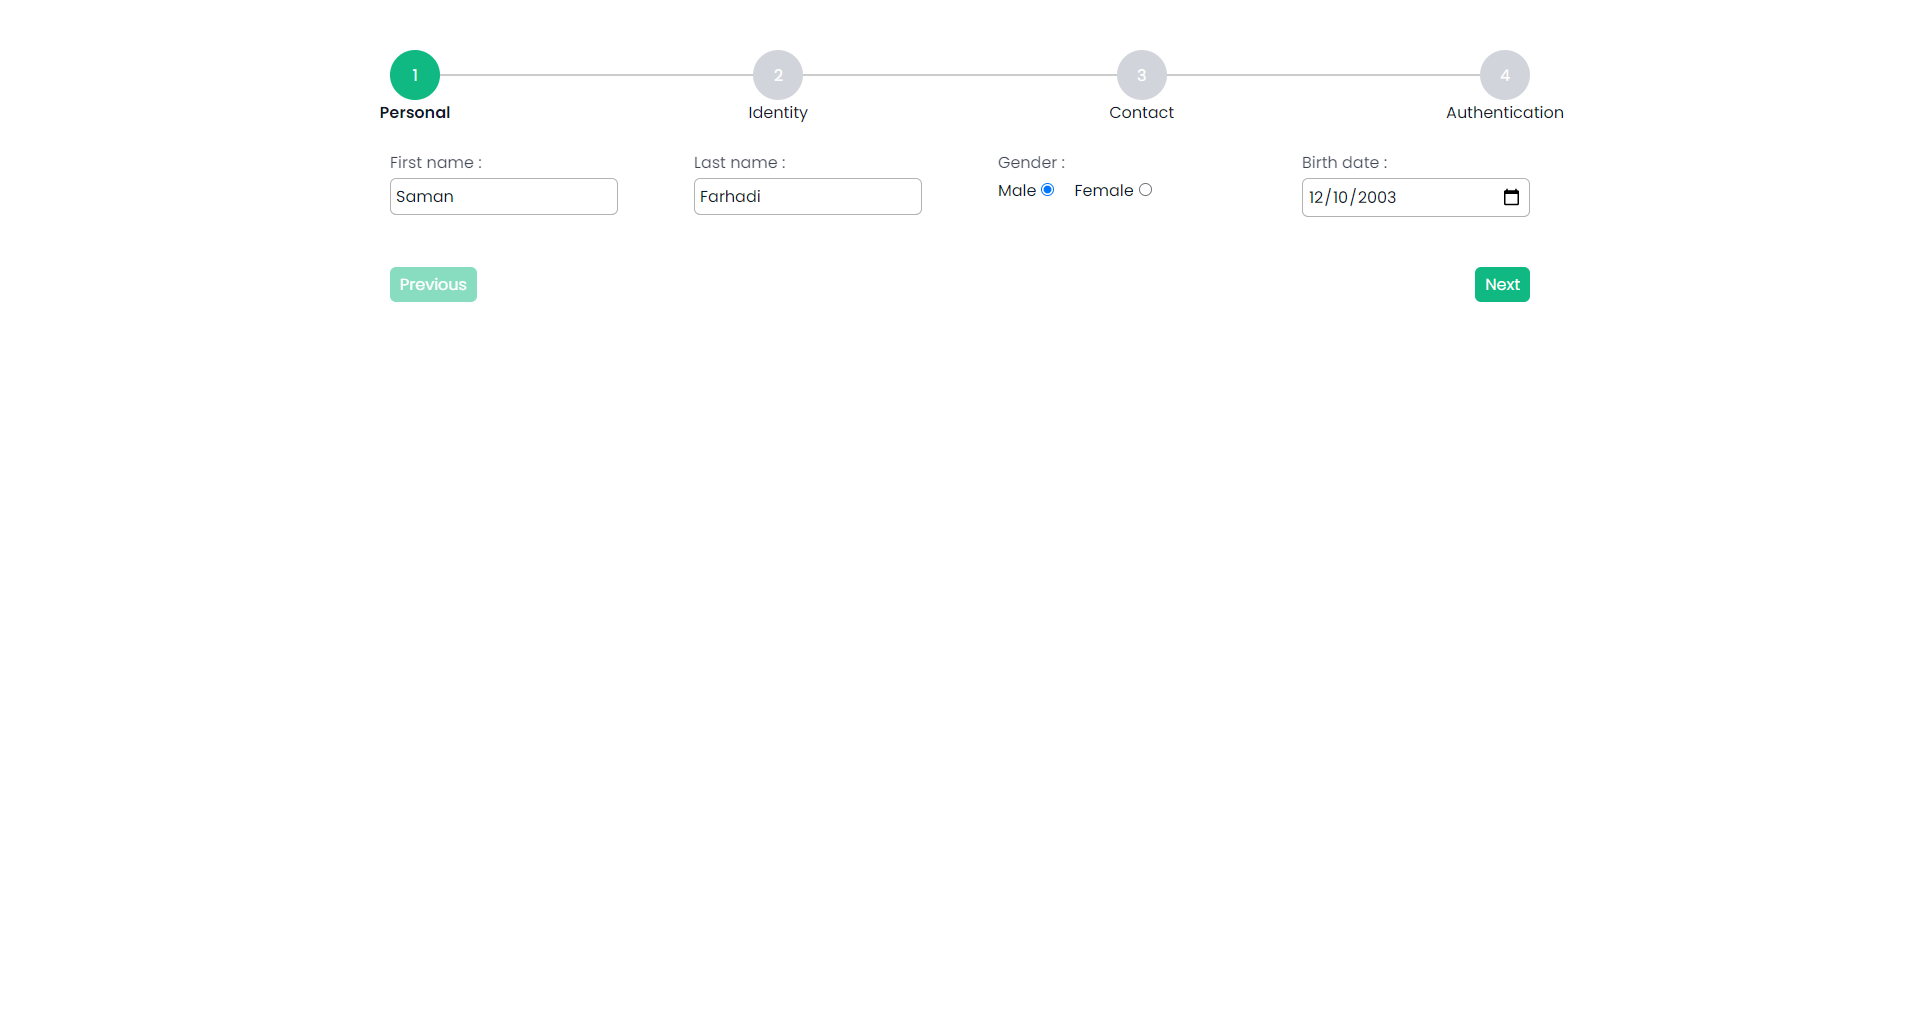 1 2 3 4
Personal Identity Contact Authentication
First name : Last name : Gender : Birth date :
Saman Farhadi Male Female 12/10/2003
Previous Next